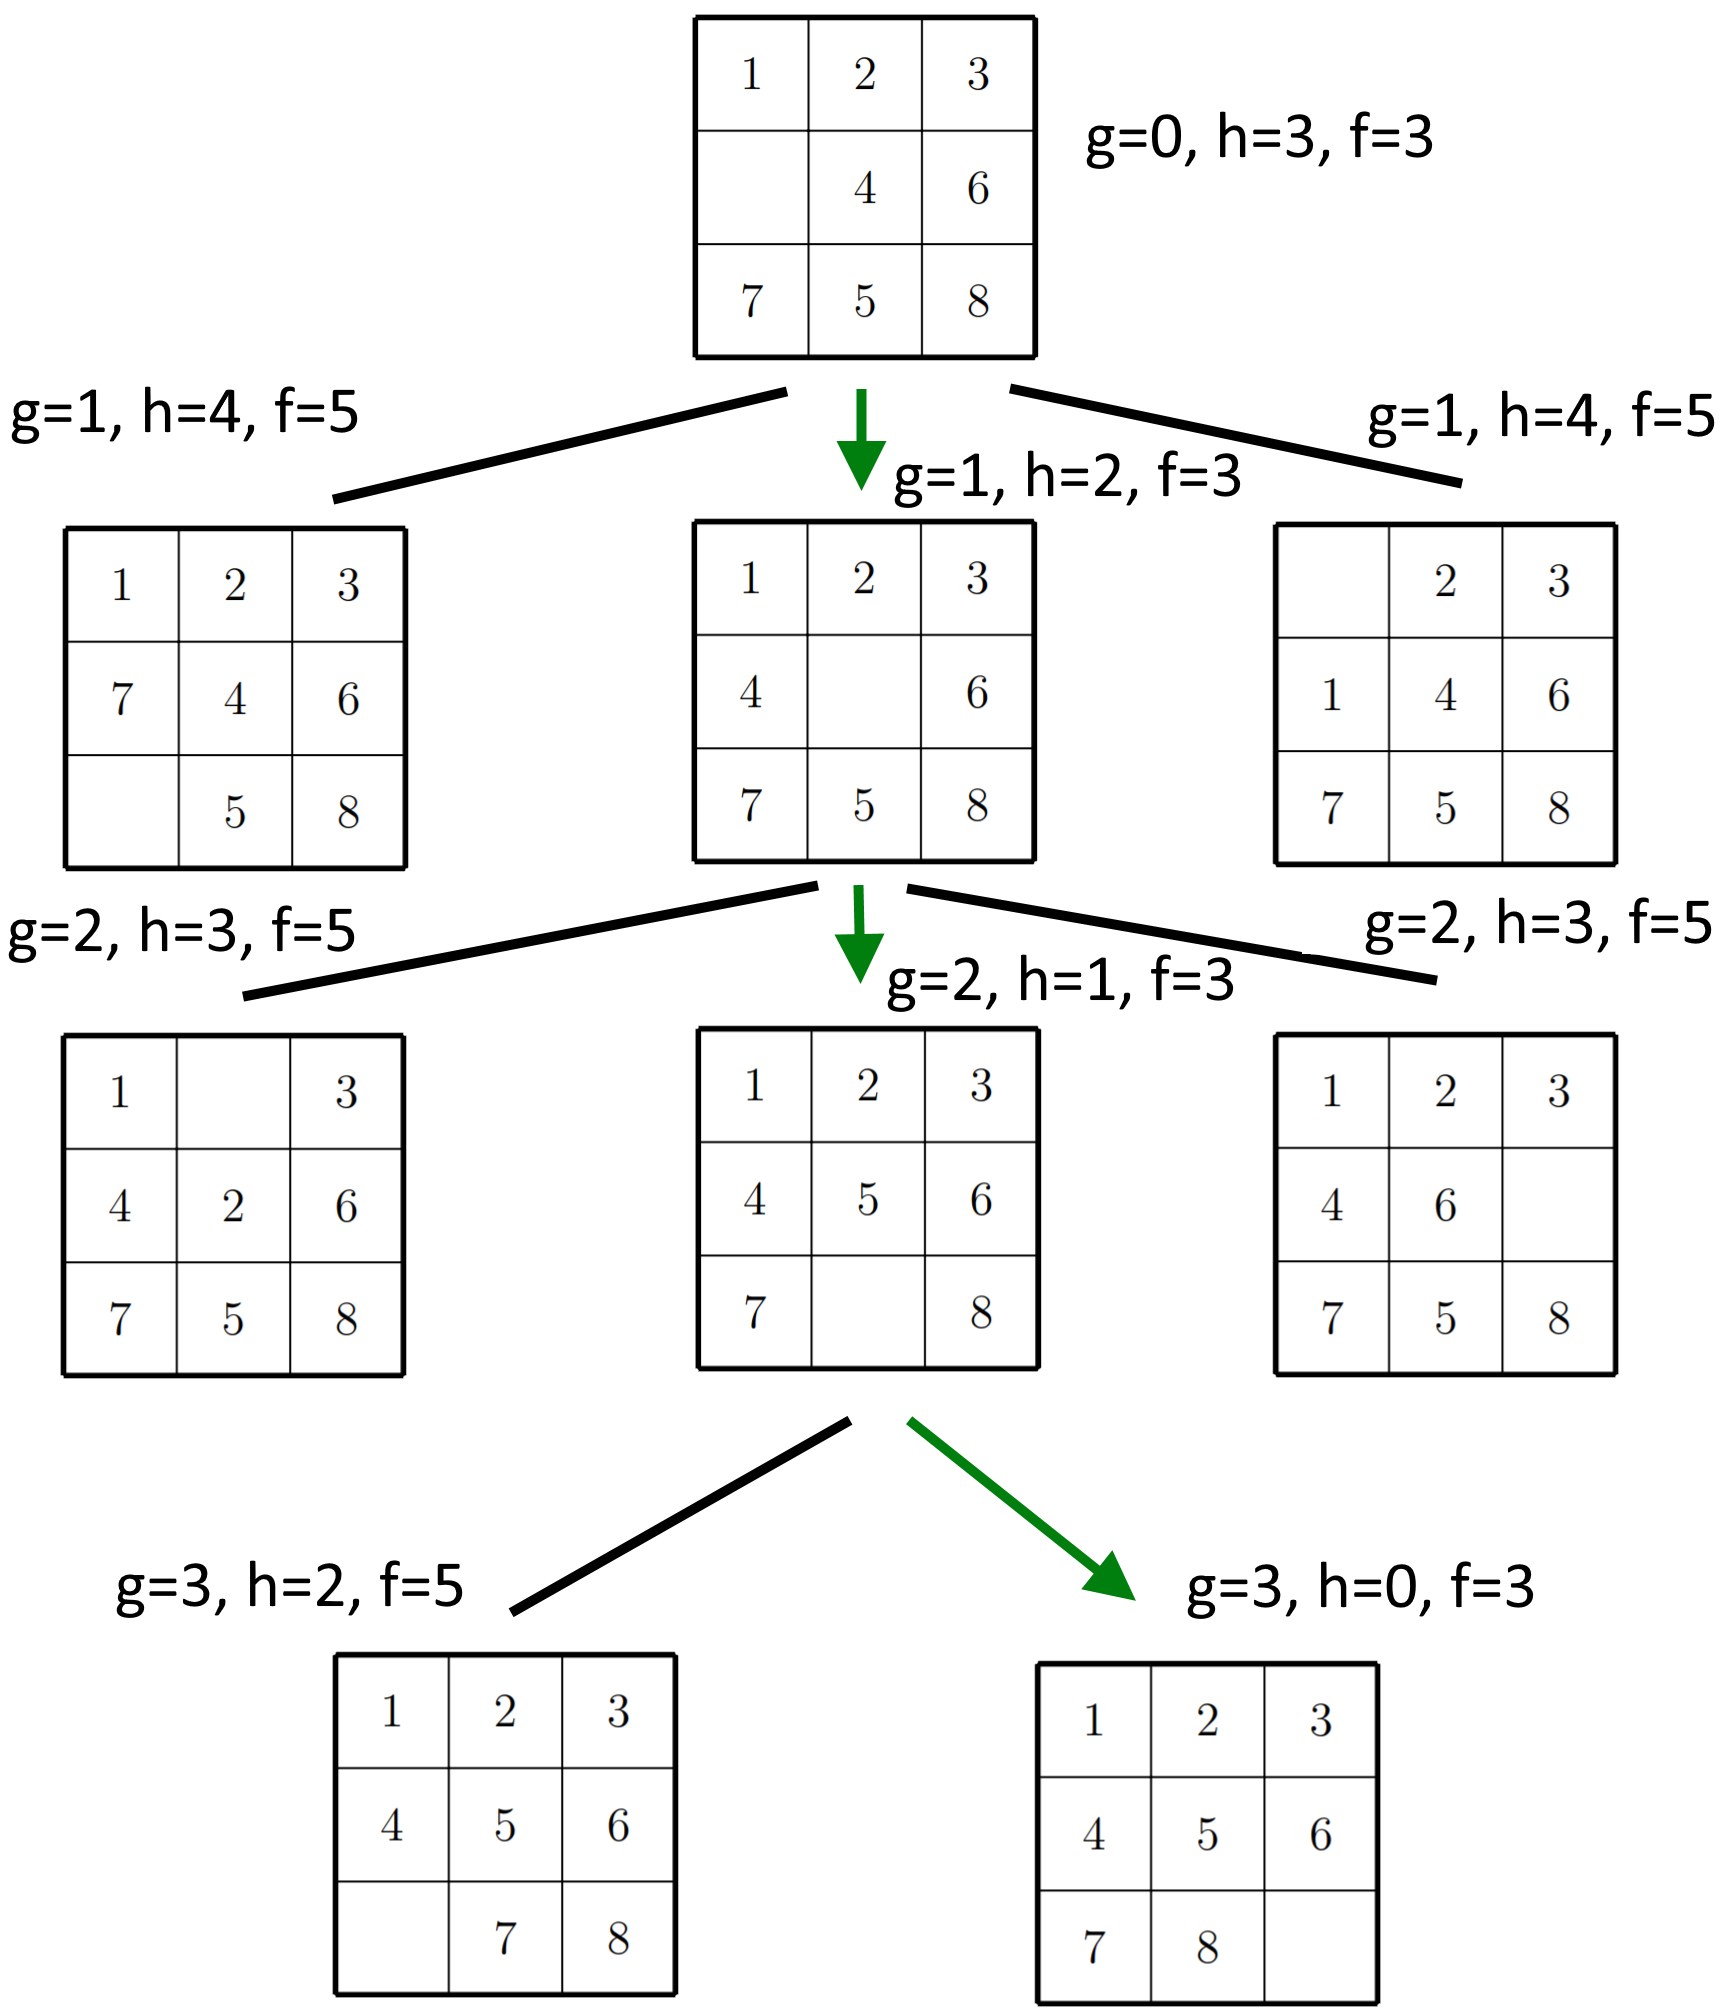 1 2 3
g=0, h=3, f=3
4 6
7 5 8
g=1, h=4, f=5
g=1, h=2, f=3
g=1, h=4, f=5
1 2 3
7 4 6
5 8
1 2 3
4 6
7 5 8
2 3
1 4 6
7 5 8
g=2, h=3, f=5
g=2, h=1, f=3
g=2, h=3, f=5
1 3
4 2 6
7 5 8
1 2 3
4 5 6
7 8
1 2 3
4 6
7 5 8
g=3, h=2, f=5
g=3, h=0, f=3
1 2 3
4 5 6
7 8
1 2 3
4 5 6
7 8